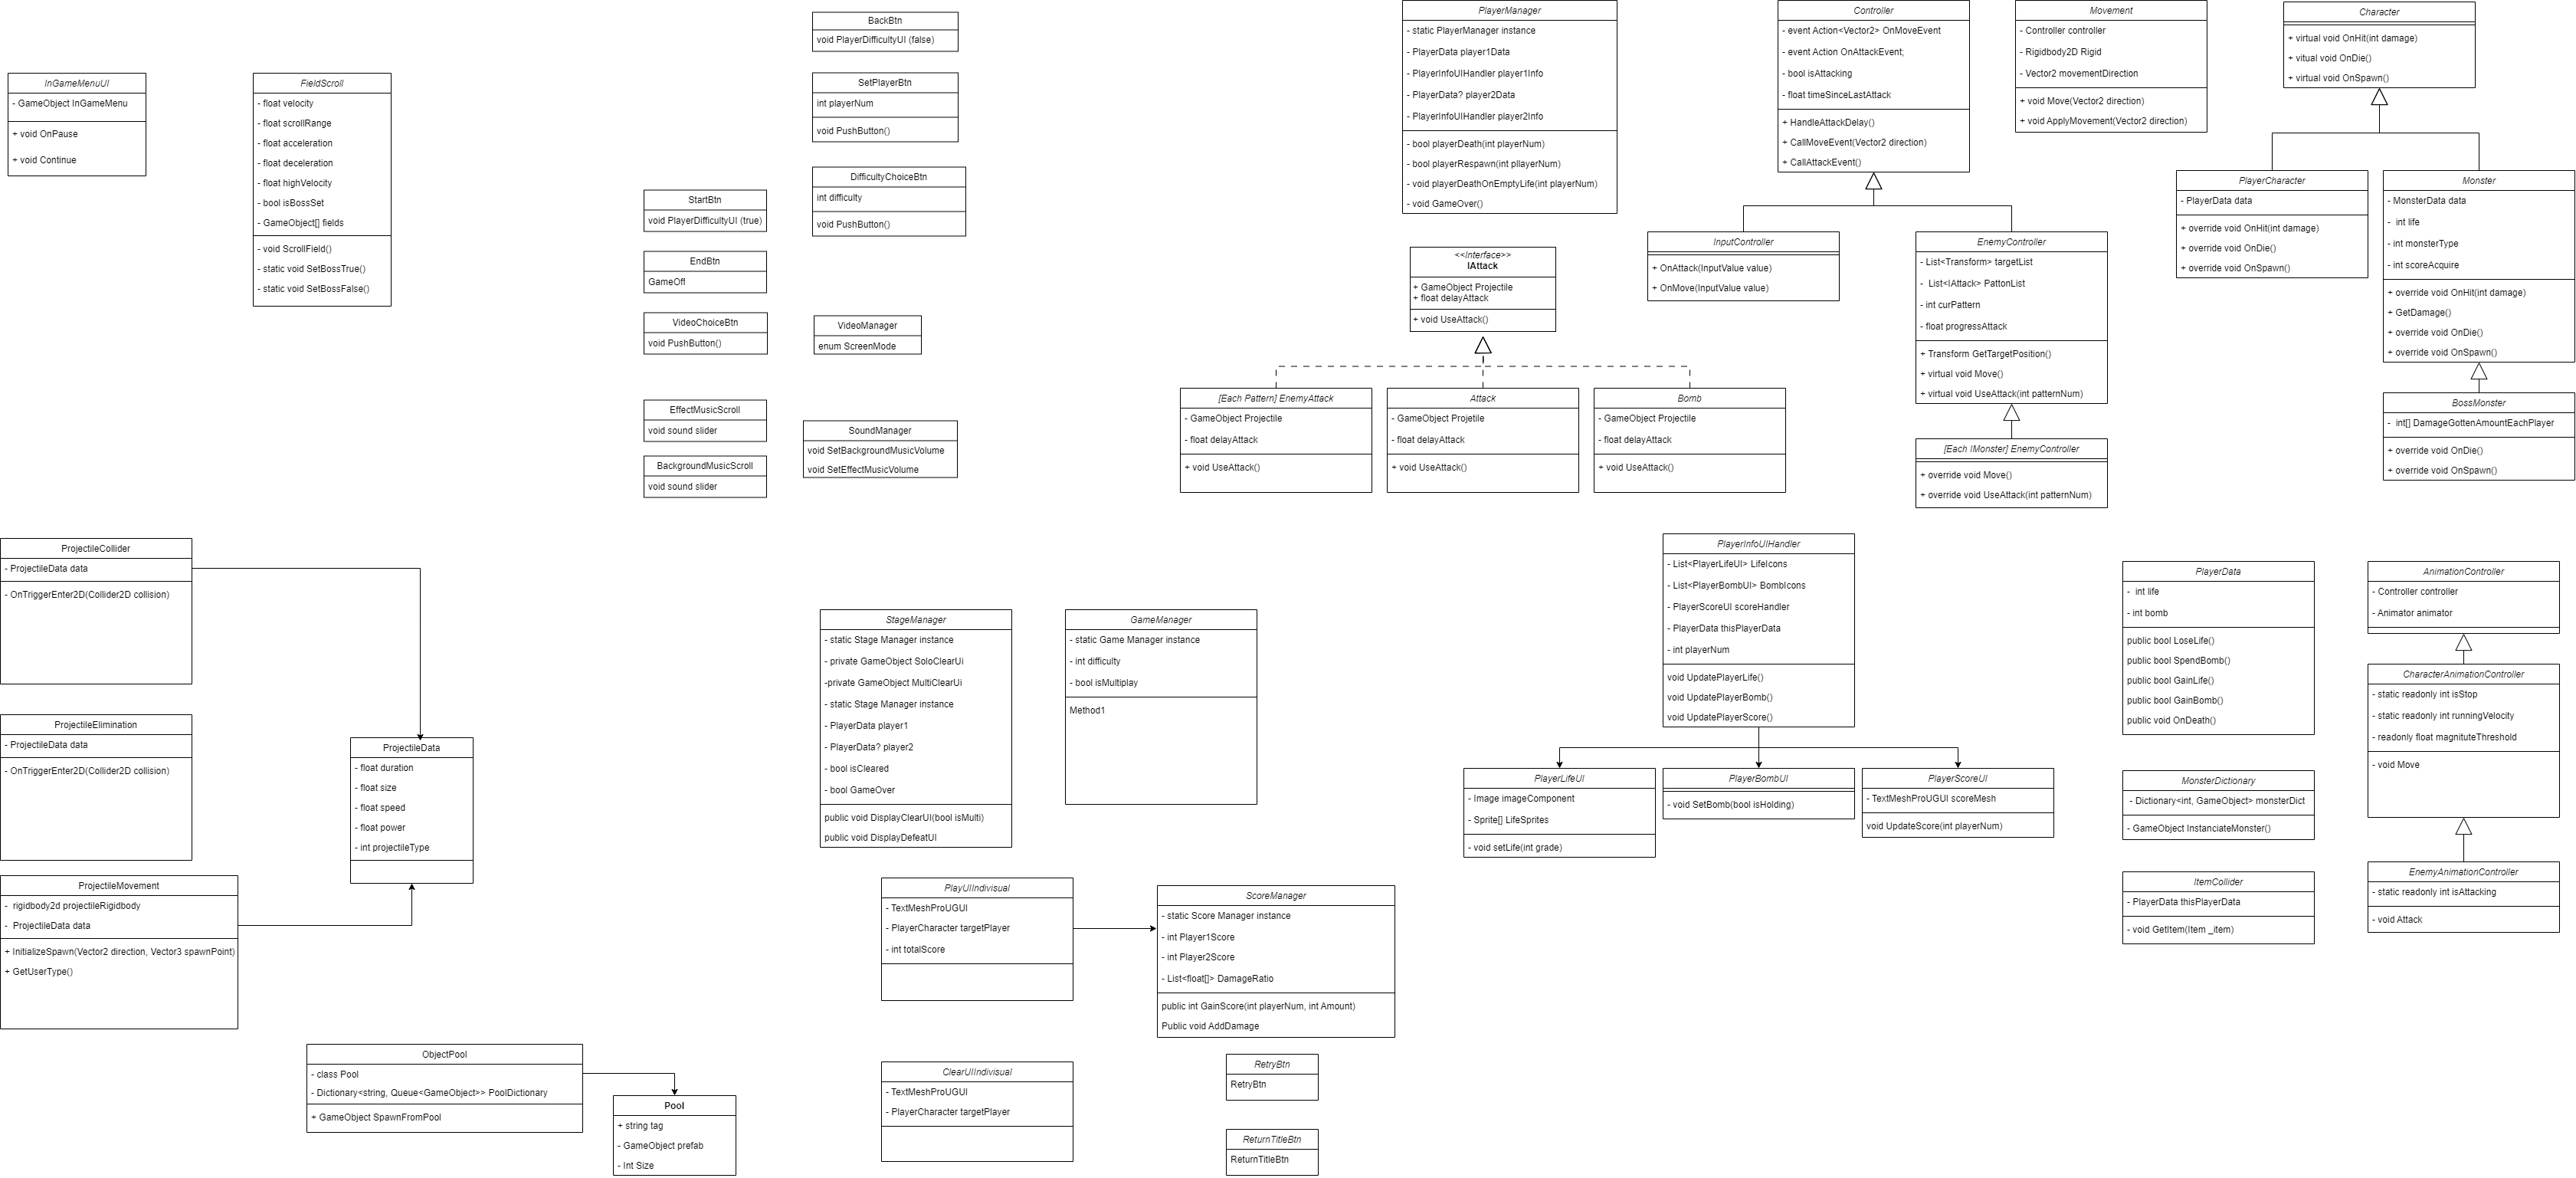 InGameMenuUI
- GameObject InGameMenu
+ void OnPause
+ void Continue
FieldScroll
- float velocity
- float scrollRange
- float acceleration
- float deceleration
- float highVelocity
- bool isBossSet
- GameObject[] fields
- void ScrollField()
- static void SetBossTrue()
- static void SetBossFalse()
StartBtn
void PlayerDifficultyUI (true)
EndBtn
GameOff
VideoChoiceBtn
void PushButton()
EffectMusicScroll
void sound slider
BackgroundMusicScroll
void sound slider
BackBtn
void PlayerDifficultyUI (false)
SetPlayerBtn
int playerNum
void PushButton()
DifficultyChoiceBtn
int difficulty
void PushButton()
VideoManager
enum ScreenMode
SoundManager
void SetBackgroundMusicVolume
void SetEffectMusicVolume
PlayerManager
- static PlayerManager instance
- PlayerData player1Data
- PlayerInfoUIHandler player1Info
- PlayerData? player2Data
- PlayerInfoUIHandler player2Info
- bool playerDeath(int playerNum)
- bool playerRespawn(int pllayerNum)
- void playerDeathOnEmptyLife(int playerNum)
- void GameOver()
<<Interface>>
IAttack
+ GameObject Projectile
+ float delayAttack
+ void UseAttack()
[Each Pattern] EnemyAttack
- GameObject Projectile
- float delayAttack
+ void UseAttack()
Attack
- GameObject Projetile
- float delayAttack
+ void UseAttack()
Bomb
- GameObject Projectile
- float delayAttack
+ void UseAttack()
Controller
- event Action<Vector2> OnMoveEvent
- event Action OnAttackEvent;
- bool isAttacking
- float timeSinceLastAttack
+ HandleAttackDelay()
+ CallMoveEvent(Vector2 direction)
+ CallAttackEvent()
InputController
+ OnAttack(InputValue value)
+ OnMove(InputValue value)
EnemyController
- List<Transform> targetList
- List<IAttack> PattonList
- int curPattern
- float progressAttack
+ Transform GetTargetPosition()
+ virtual void Move()
+ virtual void UseAttack(int patternNum)
[Each IMonster] EnemyController
+ override void Move()
+ override void UseAttack(int patternNum)
Movement
- Controller controller
- Rigidbody2D Rigid
- Vector2 movementDirection
+ void Move(Vector2 direction)
+ void ApplyMovement(Vector2 direction)
Character
+ virtual void OnHit(int damage)
+ vitual void OnDie()
+ virtual void OnSpawn()
PlayerCharacter
- PlayerData data
+ override void OnHit(int damage)
+ override void OnDie()
+ override void OnSpawn()
Monster
- MonsterData data
- int life
- int monsterType
- int scoreAcquire
+ override void OnHit(int damage)
+ GetDamage()
+ override void OnDie()
+ override void OnSpawn()
BossMonster
- int[] DamageGottenAmountEachPlayer
+ override void OnDie()
+ override void OnSpawn()
ProjectileCollider
- ProjectileData data
- OnTriggerEnter2D(Collider2D collision)
ProjectileElimination
- ProjectileData data
- OnTriggerEnter2D(Collider2D collision)
ProjectileMovement
- rigidbody2d projectileRigidbody
- ProjectileData data
+ InitializeSpawn(Vector2 direction, Vector3 spawnPoint)
+ GetUserType()
ProjectileData
- float duration
- float size
- float speed
- float power
- int projectileType
ObjectPool
- class Pool
- Dictionary<string, Queue<GameObject>> PoolDictionary
+ GameObject SpawnFromPool
Pool
+ string tag
- GameObject prefab
- Int Size
StageManager
- static Stage Manager instance
- private GameObject SoloClearUi
-private GameObject MultiClearUi
- static Stage Manager instance
- PlayerData player1
- PlayerData? player2
- bool isCleared
- bool GameOver
public void DisplayClearUI(bool isMulti)
public void DisplayDefeatUI
GameManager
- static Game Manager instance
- int difficulty
- bool isMultiplay
Method1
PlayUIIndivisual
- TextMeshProUGUI
- PlayerCharacter targetPlayer
- int totalScore
ScoreManager
- static Score Manager instance
- int Player1Score
- int Player2Score
- List<float[]> DamageRatio
public int GainScore(int playerNum, int Amount)
Public void AddDamage
ClearUIIndivisual
- TextMeshProUGUI
- PlayerCharacter targetPlayer
RetryBtn
RetryBtn
ReturnTitleBtn
ReturnTitleBtn
PlayerInfoUIHandler
- List<PlayerLifeUI> LifeIcons
- List<PlayerBombUI> BombIcons
- PlayerScoreUI scoreHandler
- PlayerData thisPlayerData
- int playerNum
void UpdatePlayerLife()
void UpdatePlayerBomb()
void UpdatePlayerScore()
PlayerLifeUI
- Image imageComponent
- Sprite[] LifeSprites
- void setLife(int grade)
PlayerBombUI
- void SetBomb(bool isHolding)
PlayerScoreUI
- TextMeshProUGUI scoreMesh
void UpdateScore(int playerNum)
PlayerData
- int life
- int bomb
public bool LoseLife()
public bool SpendBomb()
public bool GainLife()
public bool GainBomb()
public void OnDeath()
MonsterDictionary
- Dictionary<int, GameObject> monsterDict
- GameObject InstanciateMonster()
ItemCollider
- PlayerData thisPlayerData
- void GetItem(Item _item)
AnimationController
- Controller controller
- Animator animator
CharacterAnimationController
- static readonly int isStop
- static readonly int runningVelocity
- readonly float magnituteThreshold
- void Move
EnemyAnimationController
- static readonly int isAttacking
- void Attack